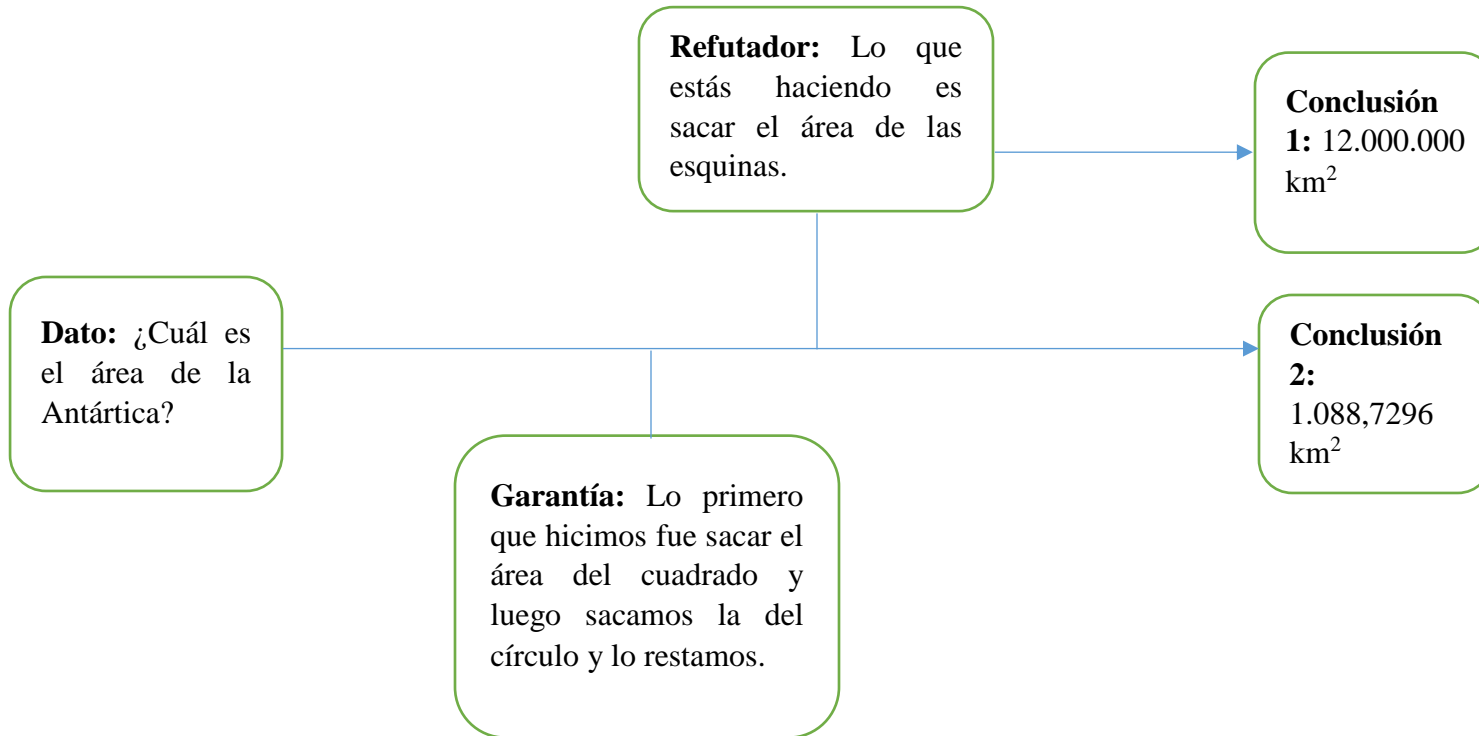 Refutador: Lo que
estás haciendo es
sacar el área de las
esquinas.
Conclusión
1: 12.000.000
km²
Dato: ¿Cuál es
el área de la
Antártica?
Conclusión
2:
1.088,7296
km²
Garantía: Lo primero
que hicimos fue sacar el
área del cuadrado y
luego sacamos la del
círculo y lo restamos.